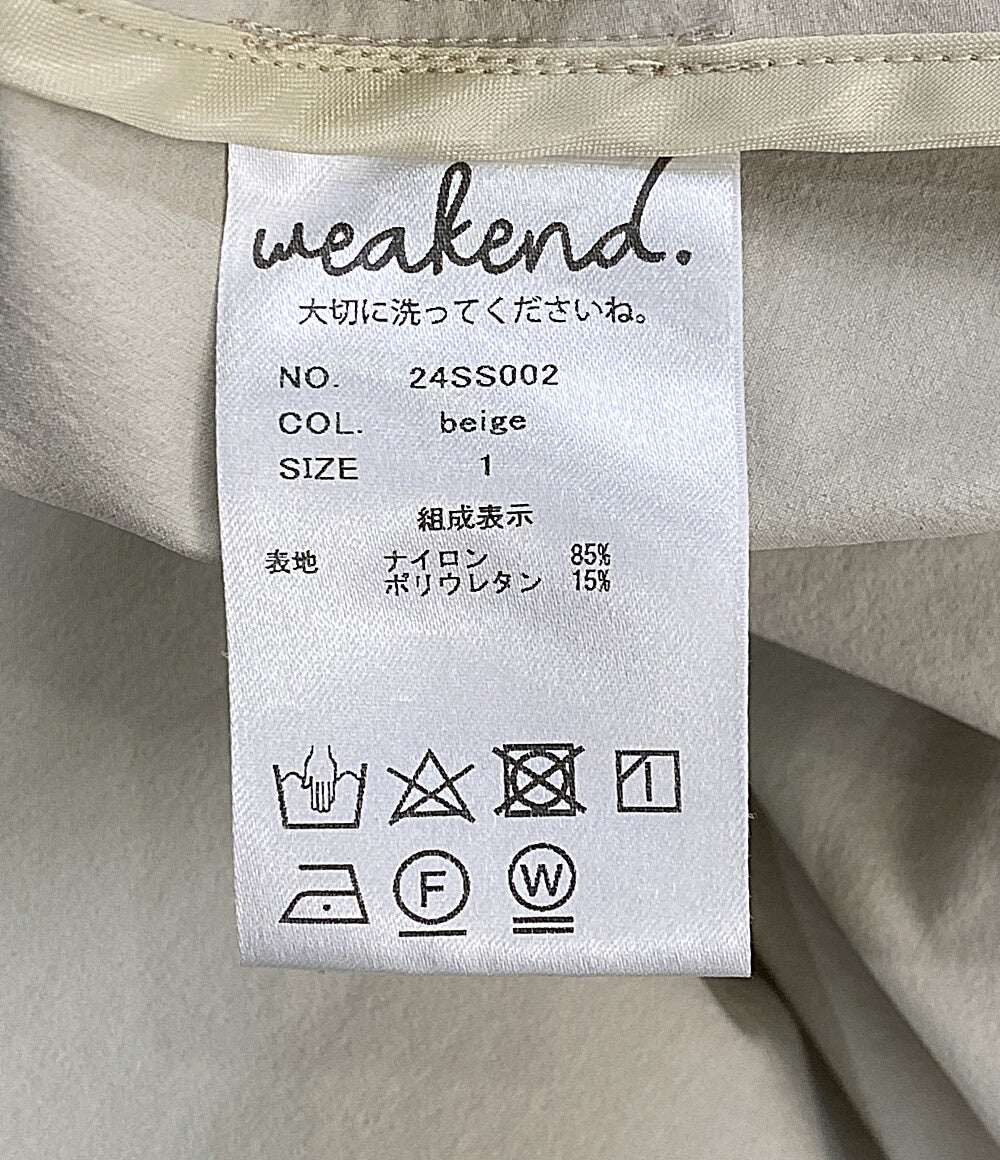 weakend.
大切に洗ってくださいね。
NO. 24SS002
COL. beige
SIZE 1
組成表示
表地 ナイロン 85%
ポリウレタン 15%
F W